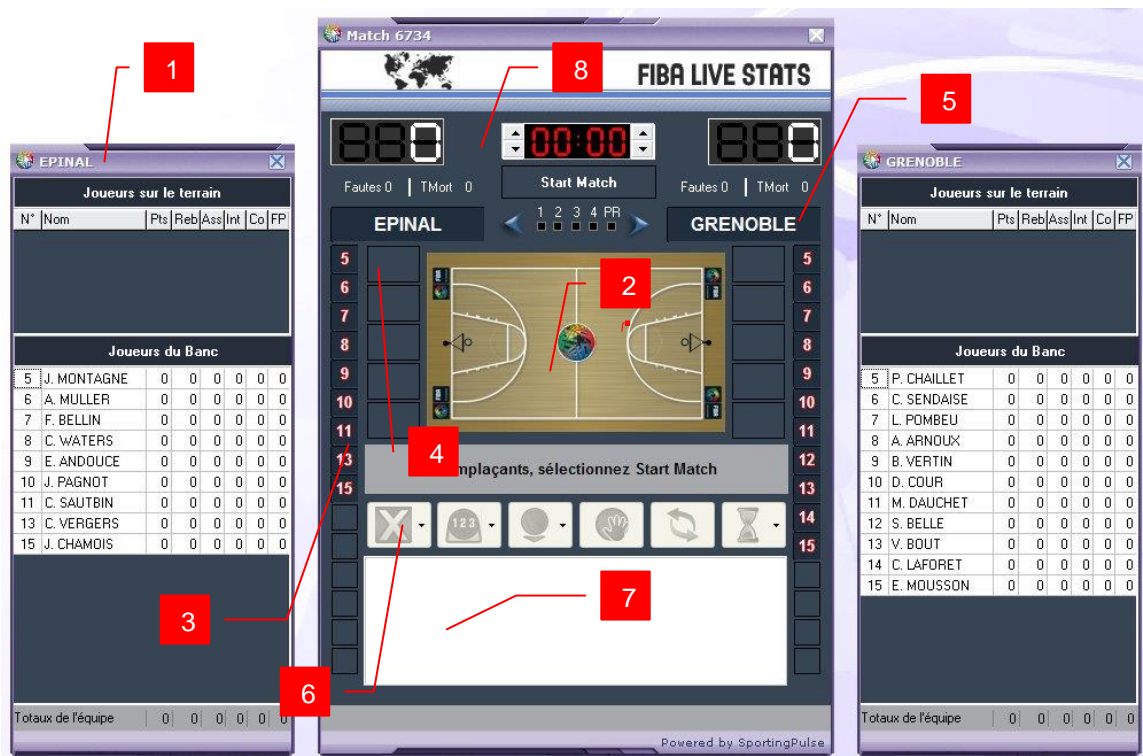 1
EPINAL
Joueurs sur le terrain
N° Nom Pts Reb Ass Int Co FP
Joueurs du Banc
5 J. MONTAGNE 0 0 0 0 0 0
6 A. MULLER 0 0 0 0 0 0
7 F. BELLIN 0 0 0 0 0 0
8 C. WATERS 0 0 0 0 0 0
9 E. ANDOUCE 0 0 0 0 0 0
10 J. PAGNOT 0 0 0 0 0 0
11 C. SAUTBIN 0 0 0 0 0 0
13 C. VERGERS 0 0 0 0 0 0
15 J. CHAMOIS 0 0 0 0 0 0
3
Totaux de l'équipe 0 0 0 0 0 0
Match 6734
FIBA LIVE STATS
8
0 00:00 0
Fautes 0 TMort 0 Start Match Fautes 0 TMort 0
1 2 3 4 PR
EPINAL GRENOBLE
5 5
6 2 6
7 7
8 8
9 9
10 10
11 11
13 4 mplaçants, sélectionnez Start Match 12
15 13
X 123 14
15
7
6
Powered by SportingPulse
5
GRENOBLE
Joueurs sur le terrain
N° Nom Pts Reb Ass Int Co FP
Joueurs du Banc
5 P. CHAILLET 0 0 0 0 0 0
6 C. SENDAISE 0 0 0 0 0 0
7 L. POMBEU 0 0 0 0 0 0
8 A. ARNOUX 0 0 0 0 0 0
9 B. VERTIN 0 0 0 0 0 0
10 D. COUR 0 0 0 0 0 0
11 M. DAUCHET 0 0 0 0 0 0
12 S. BELLE 0 0 0 0 0 0
13 V. BOUT 0 0 0 0 0 0
14 C. LAFORET 0 0 0 0 0 0
15 E. MOUSSON 0 0 0 0 0 0
Totaux de l'équipe 0 0 0 0 0 0